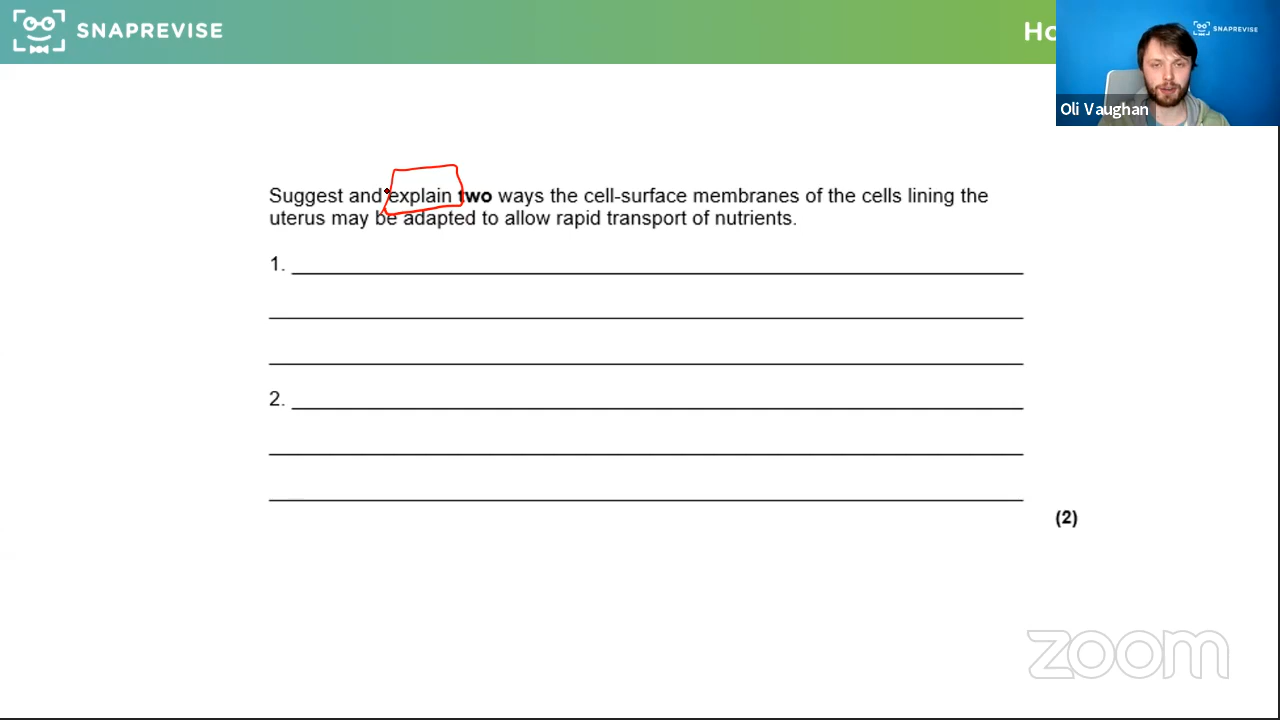 SNAPREVISE
Ho
SNAPREVISE
Oli Vaughan
Suggest and explain two ways the cell-surface membranes of the cells lining the
uterus may be adapted to allow rapid transport of nutrients.
1.
2.
(2)
zoom